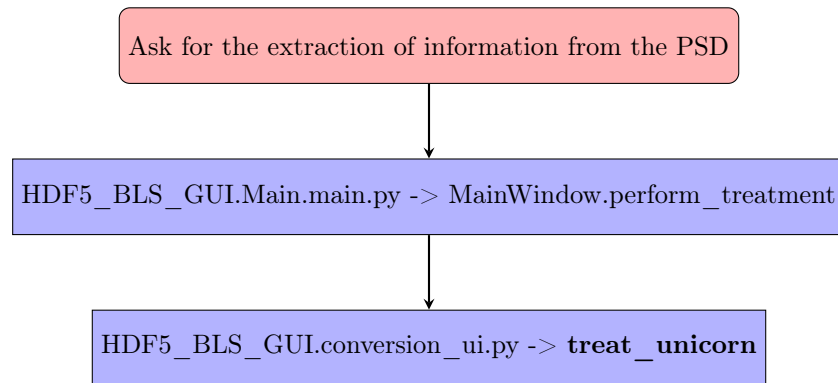 Ask for the extraction of information from the PSD
HDF5_BLS_GUI.Main.main.py -> MainWindow.perform_treatment
HDF5_BLS_GUI.conversion_ui.py -> treat_unicorn